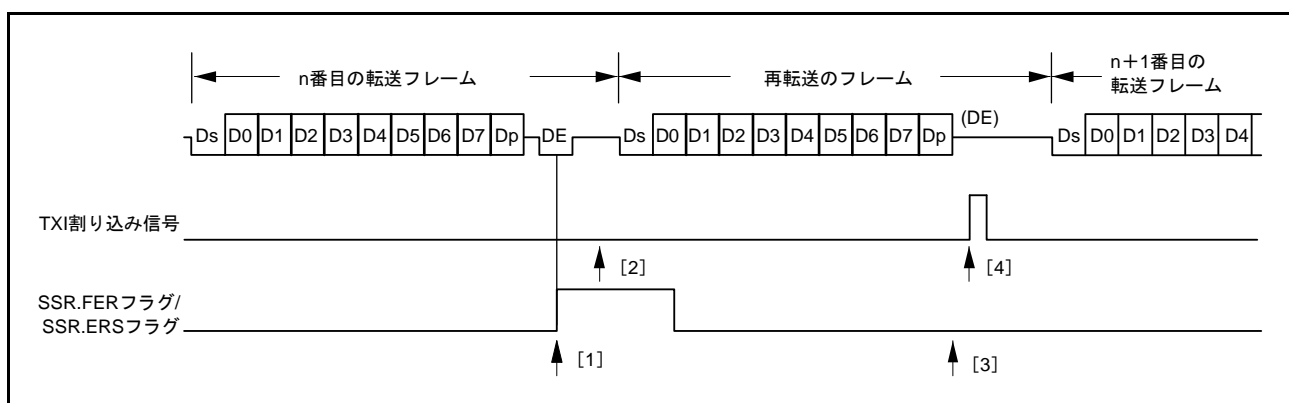 n番目の転送フレーム
再転送のフレーム
n+1番目の
転送フレーム
Ds D0 D1 D2 D3 D4 D5 D6 D7 Dp DE
Ds D0 D1 D2 D3 D4 D5 D6 D7 Dp (DE)
Ds D0 D1 D2 D3 D4
TXI割り込み信号
[2]
[4]
SSR.FERフラグ/
SSR.ERSフラグ
[1]
[3]